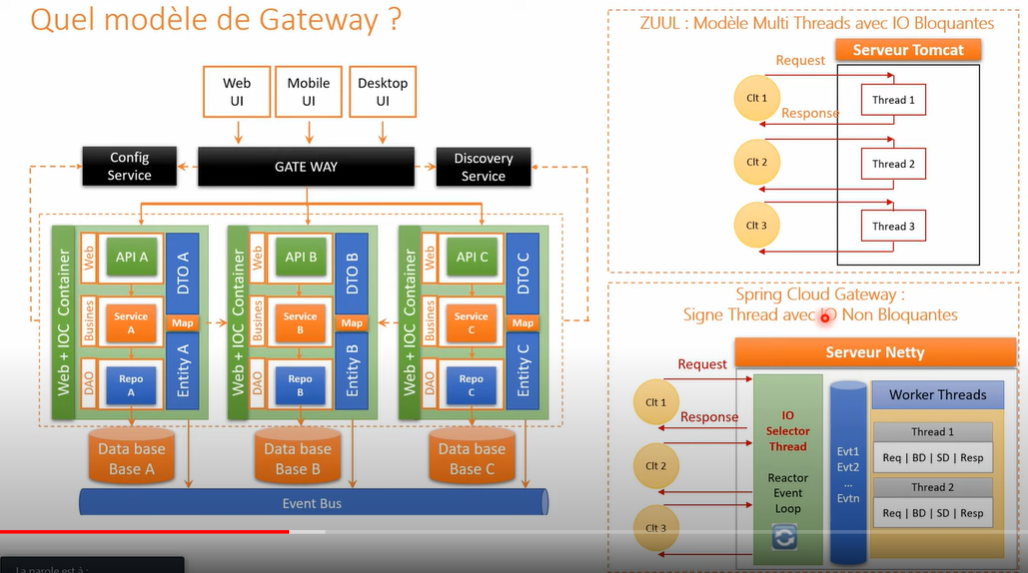 Quel modèle de Gateway ?
Web
UI
Mobile
UI
Desktop
UI
Config
Service
GATE WAY
Discovery
Service
Web + IOC Container
Web
API A
DTO A
Busines
Service
A
Map
DAO
Repo
A
Entity A
Web + IOC Container
Web
API B
DTO B
Busines
Service
B
Map
DAO
Repo
B
Entity B
Web + IOC Container
Web
API C
DTO C
Busines
Service
C
Map
DAO
Repo
C
Entity C
Data base
Base A
Data base
Base B
Data base
Base C
Event Bus
La parole est à :
ZUUL : Modèle Multi Threads avec IO Bloquantes
Serveur Tomcat
Request
Clt 1
Thread 1
Response
Clt 2
Thread 2
Clt 3
Thread 3
Spring Cloud Gateway :
Signe Thread avec IO Non Bloquantes
Serveur Netty
Request
Clt 1
Response
Clt 2
Clt 3
IO
Selector
Thread
Reactor
Event
Loop
Evt1
Evt2
...
Evtn
Worker Threads
Thread 1
Req | BD | SD | Resp
Thread 2
Req | BD | SD | Resp